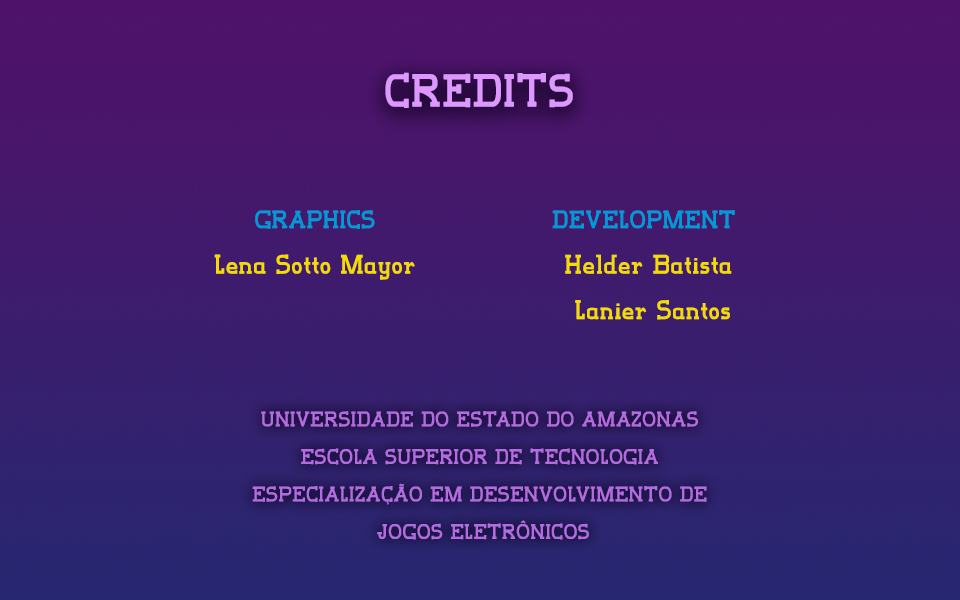 CREDITS
GRAPHICS
Lena Sotto Mayor
DEVELOPMENT
Helder Batista
Lanier Santos
UNIVERSIDADE DO ESTADO DO AMAZONAS
ESCOLA SUPERIOR DE TECNOLOGIA
ESPECIALIZAÇÃO EM DESENVOLVIMENTO DE
JOGOS ELETRÔNICOS